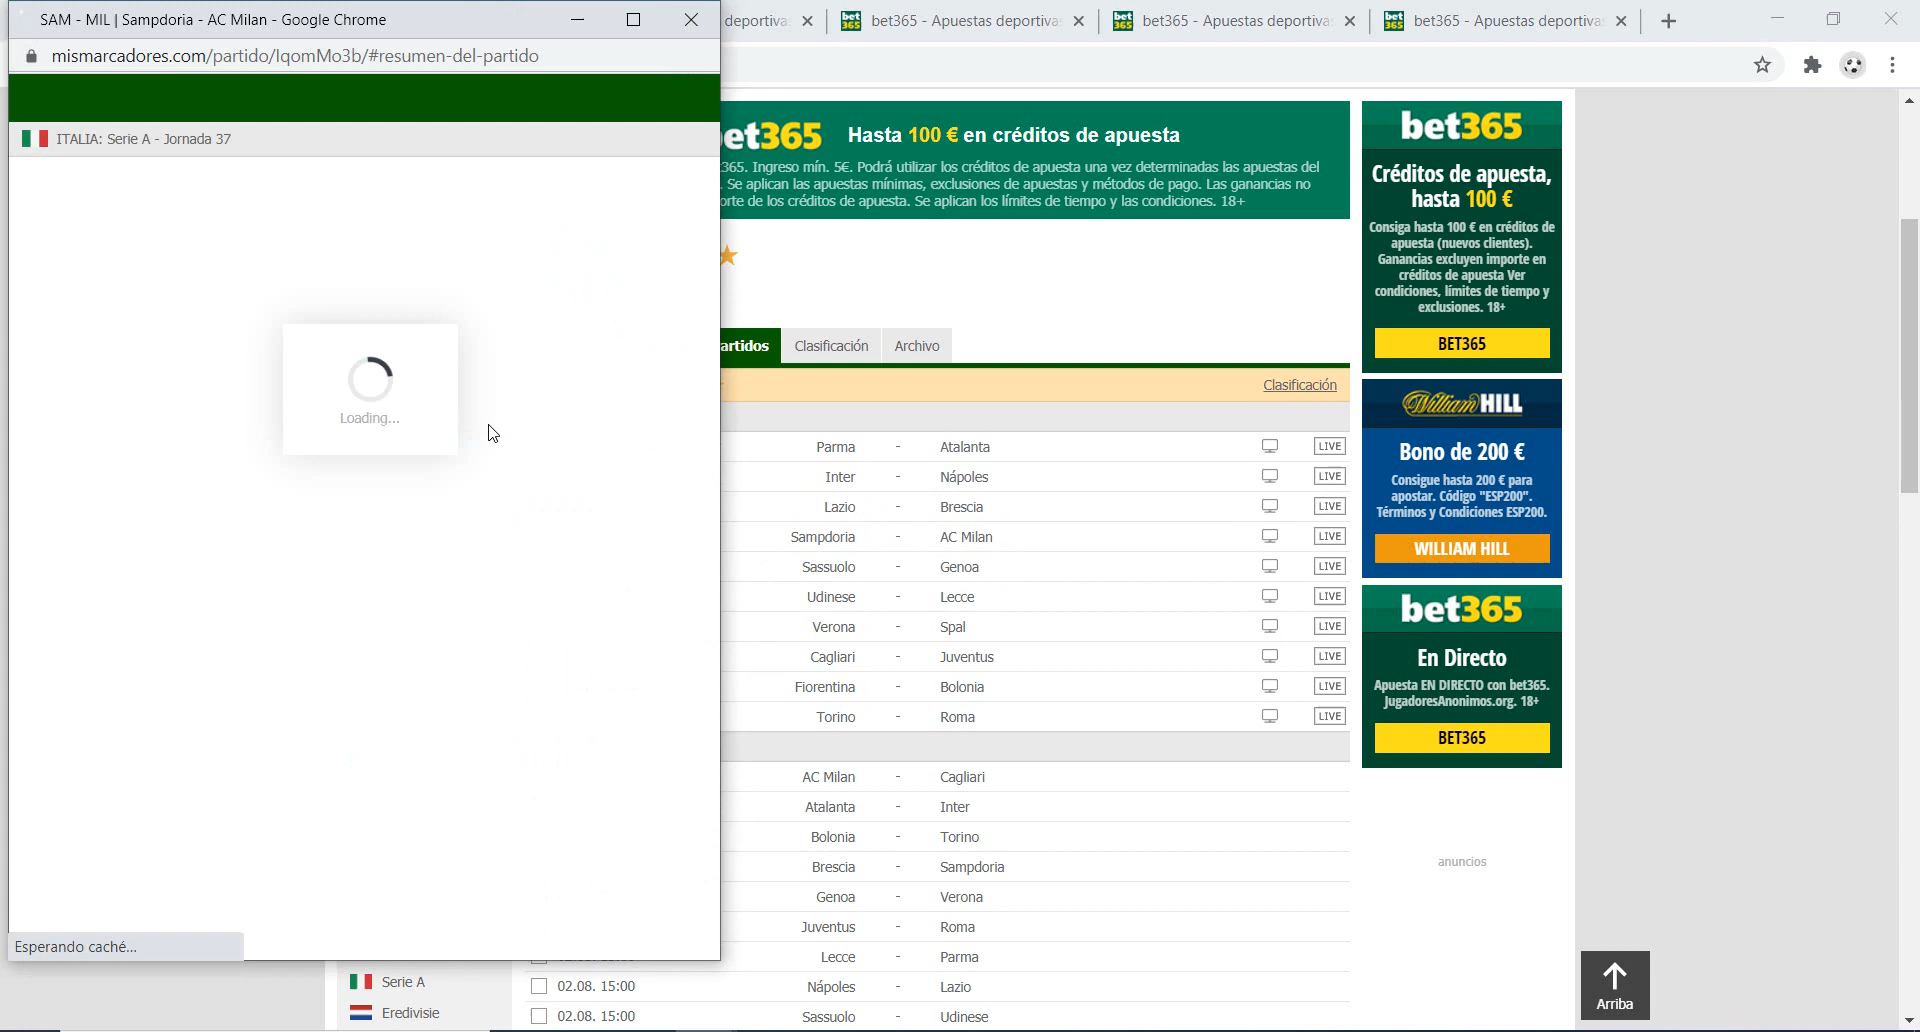 SAM - MIL | Sampdoria - AC Milan - Google Chrome
mismarcadores.com/partido/IqomMo3b/#resumen-del-partido
ITALIA: Serie A - Jornada 37
Loading...
Esperando caché...
deportivas
bet365 - Apuestas deportivas
bet365 - Apuestas deportivas
bet365 - Apuestas deportivas
et365 Hasta 100 € en créditos de apuesta
365. Ingreso mín. 5€. Podrá utilizar los créditos de apuesta una vez determinadas las apuestas del
. Se aplican las apuestas mínimas, exclusiones de apuestas y métodos de pago. Las ganancias no
orte de los créditos de apuesta. Se aplican los límites de tiempo y las condiciones. 18+
artidos Clasificación Archivo
Clasificación
Parma - Atalanta LIVE
Inter - Nápoles LIVE
Lazio - Brescia LIVE
Sampdoria - AC Milan LIVE
Sassuolo - Genoa LIVE
Udinese - Lecce LIVE
Verona - Spal LIVE
Cagliari - Juventus LIVE
Fiorentina - Bolonia LIVE
Torino - Roma LIVE
AC Milan - Cagliari
Atalanta - Inter
Bolonia - Torino
Brescia - Sampdoria
Genoa - Verona
Juventus - Roma
Lecce - Parma
02.08. 15:00 Nápoles - Lazio
02.08. 15:00 Sassuolo - Udinese
Serie A
Eredivisie
bet365
Créditos de apuesta,
hasta 100 €
Consiga hasta 100 € en créditos de
apuesta (nuevos clientes).
Ganancias excluyen importe en
créditos de apuesta Ver
condiciones, límites de tiempo y
exclusiones. 18+
BET365
William HILL
Bono de 200 €
Consigue hasta 200 € para
apostar. Código "ESP200".
Términos y Condiciones ESP200.
WILLIAM HILL
bet365
En Directo
Apuesta EN DIRECTO con bet365.
JugadoresAnonimos.org. 18+
BET365
anuncios
Arriba